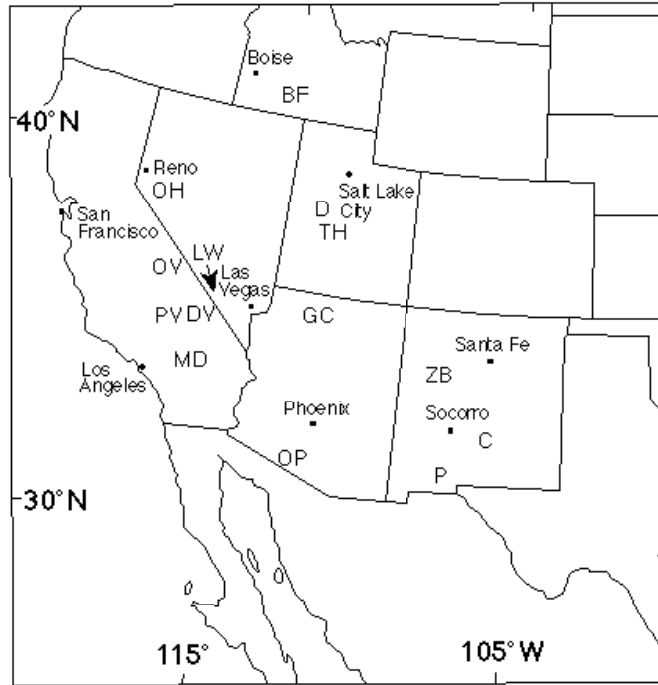 Boise
BF
40°N
Reno
OH
Salt Lake
City
D
TH
San
Francisco
LW
OV
Las
Vegas
PV
DV
GC
MD
Los
Angeles
Santa Fe
ZB
Phoenix
Socorro
C
OP
P
30°N
115°
105°W